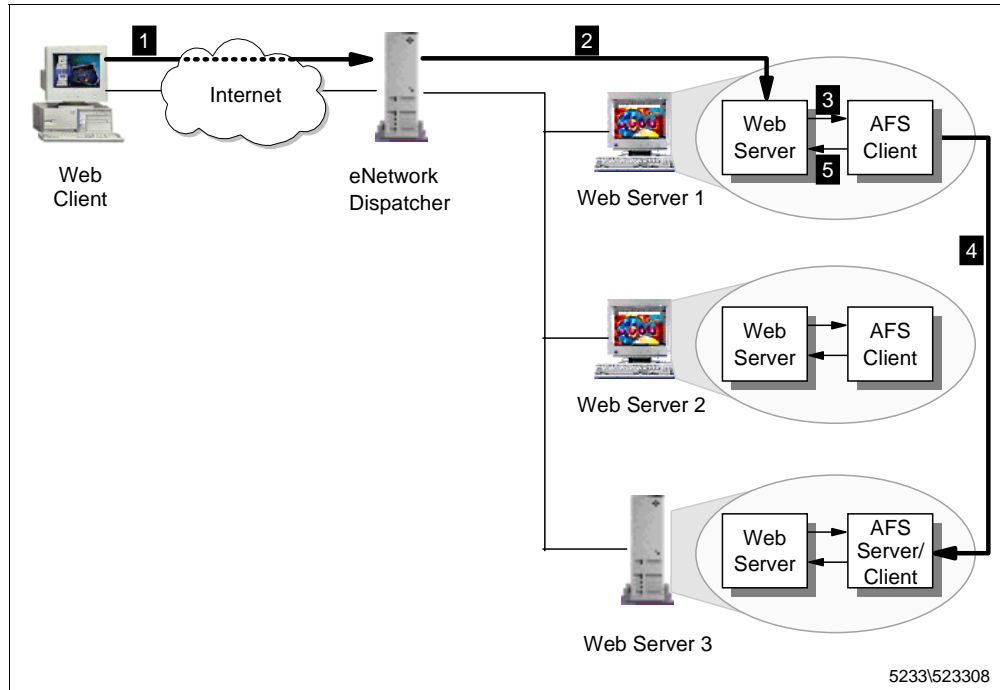 1
2
Internet
Web
Client
eNetwork
Dispatcher
Web Server 1
Web
Server
3
5
AFS
Client
4
Web Server 2
Web
Server
AFS
Client
Web Server 3
Web
Server
AFS
Server/
Client
5233\523308